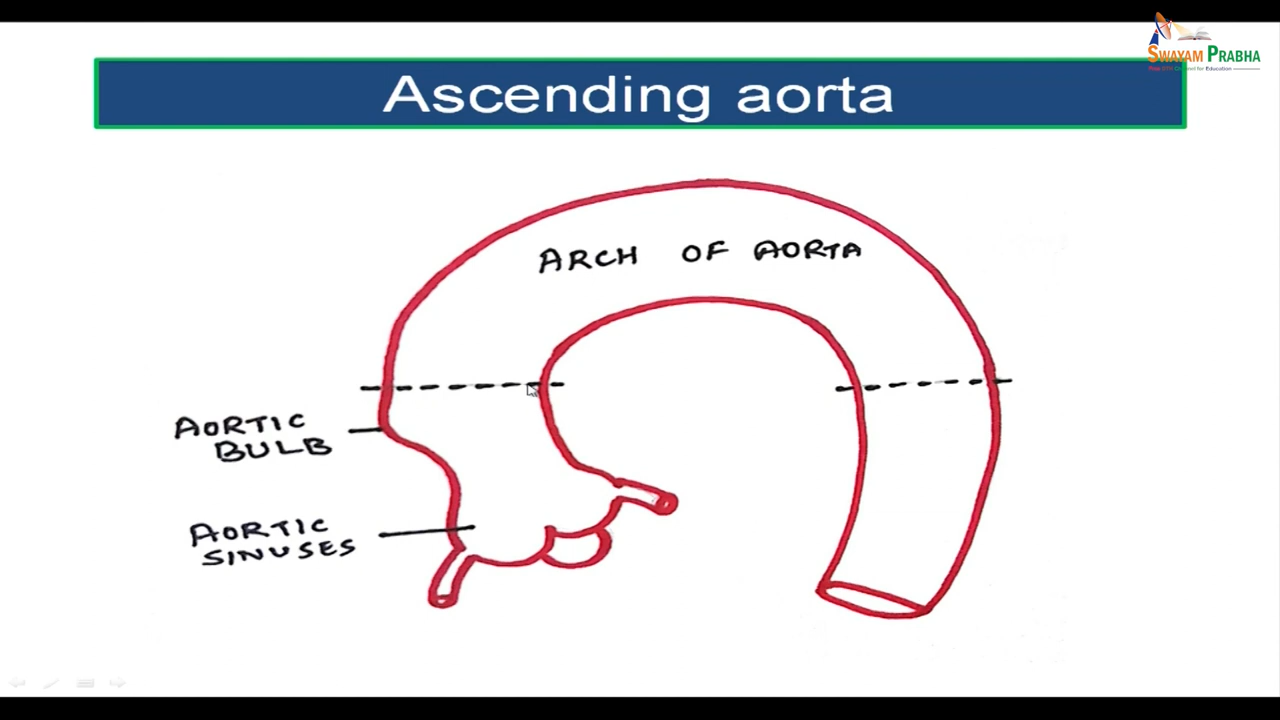 SWAYAM PRABHA
Ascending aorta
ARCH OF AORTA
AORTIC
BULB
AORTIC
SINUSES